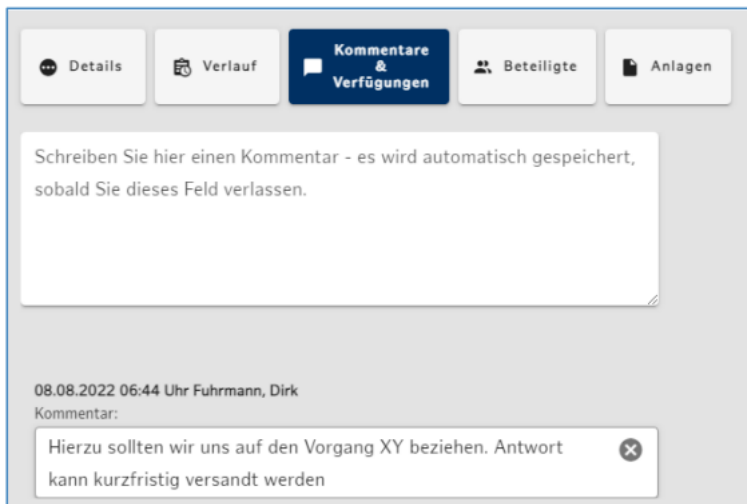 Details
Verlauf
Kommentare
&
Verfügungen
Beteiligte
Anlagen
Schreiben Sie hier einen Kommentar - es wird automatisch gespeichert,
sobald Sie dieses Feld verlassen.
08.08.2022 06:44 Uhr Fuhrmann, Dirk
Kommentar:
Hierzu sollten wir uns auf den Vorgang XY beziehen. Antwort
kann kurzfristig versandt werden